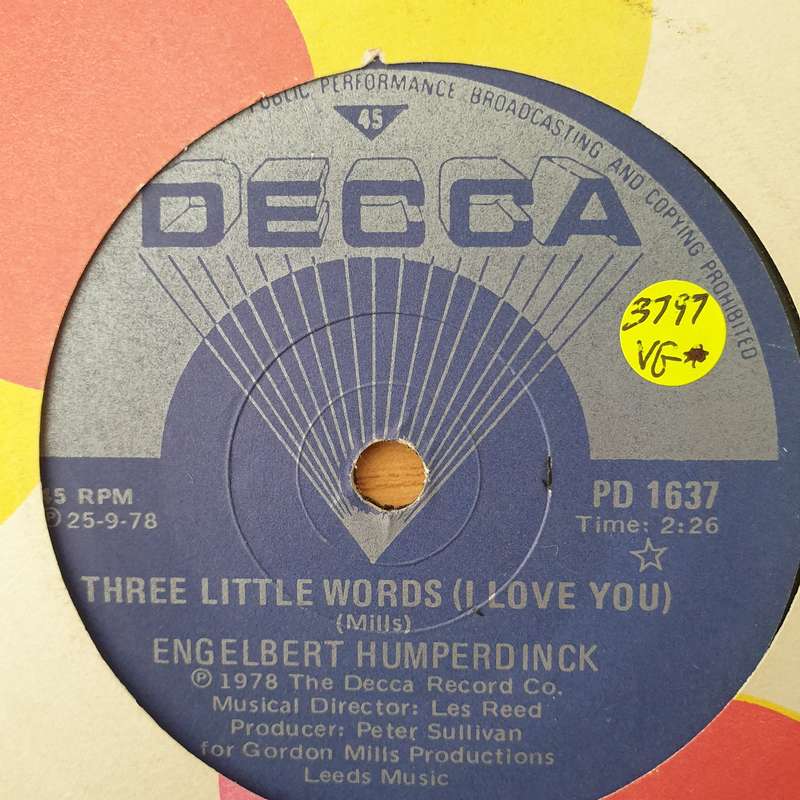 PUBLIC PERFORMANCE BROADCASTING AND COPYING PROHIBITED
45
DECCA
3797
VG
45 RPM
℗ 25-9-78
PD 1637
Time: 2:26
THREE LITTLE WORDS (I LOVE YOU)
(Mills)
ENGELBERT HUMPERDINCK
℗ 1978 The Decca Record Co.
Musical Director: Les Reed
Producer: Peter Sullivan
for Gordon Mills Productions
Leeds Music